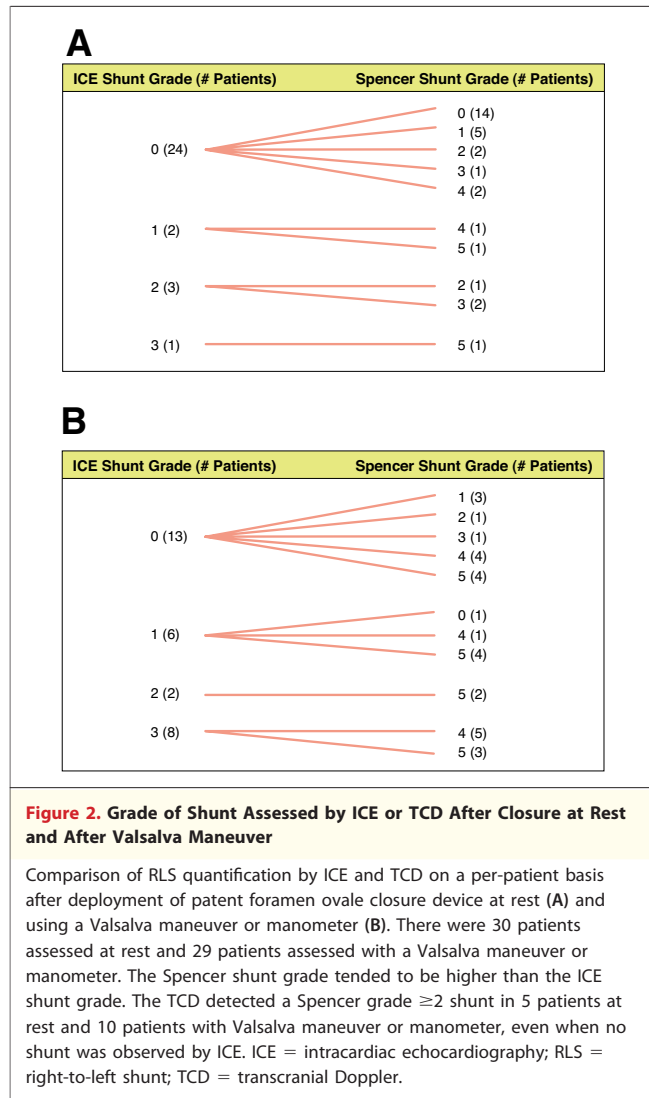 A
ICE Shunt Grade (# Patients) Spencer Shunt Grade (# Patients)
0 (24)
0 (14)
1 (5)
2 (2)
3 (1)
4 (2)
1 (2)
4 (1)
5 (1)
2 (3)
2 (1)
3 (2)
3 (1)
5 (1)
B
ICE Shunt Grade (# Patients) Spencer Shunt Grade (# Patients)
0 (13)
1 (3)
2 (1)
3 (1)
4 (4)
5 (4)
1 (6)
0 (1)
4 (1)
5 (4)
2 (2)
5 (2)
3 (8)
4 (5)
5 (3)
Figure 2. Grade of Shunt Assessed by ICE or TCD After Closure at Rest
and After Valsalva Maneuver
Comparison of RLS quantification by ICE and TCD on a per-patient basis
after deployment of patent foramen ovale closure device at rest (A) and
using a Valsalva maneuver or manometer (B). There were 30 patients
assessed at rest and 29 patients assessed with a Valsalva maneuver or
manometer. The Spencer shunt grade tended to be higher than the ICE
shunt grade. The TCD detected a Spencer grade ≥2 shunt in 5 patients at
rest and 10 patients with Valsalva maneuver or manometer, even when no
shunt was observed by ICE. ICE = intracardiac echocardiography; RLS =
right-to-left shunt; TCD = transcranial Doppler.